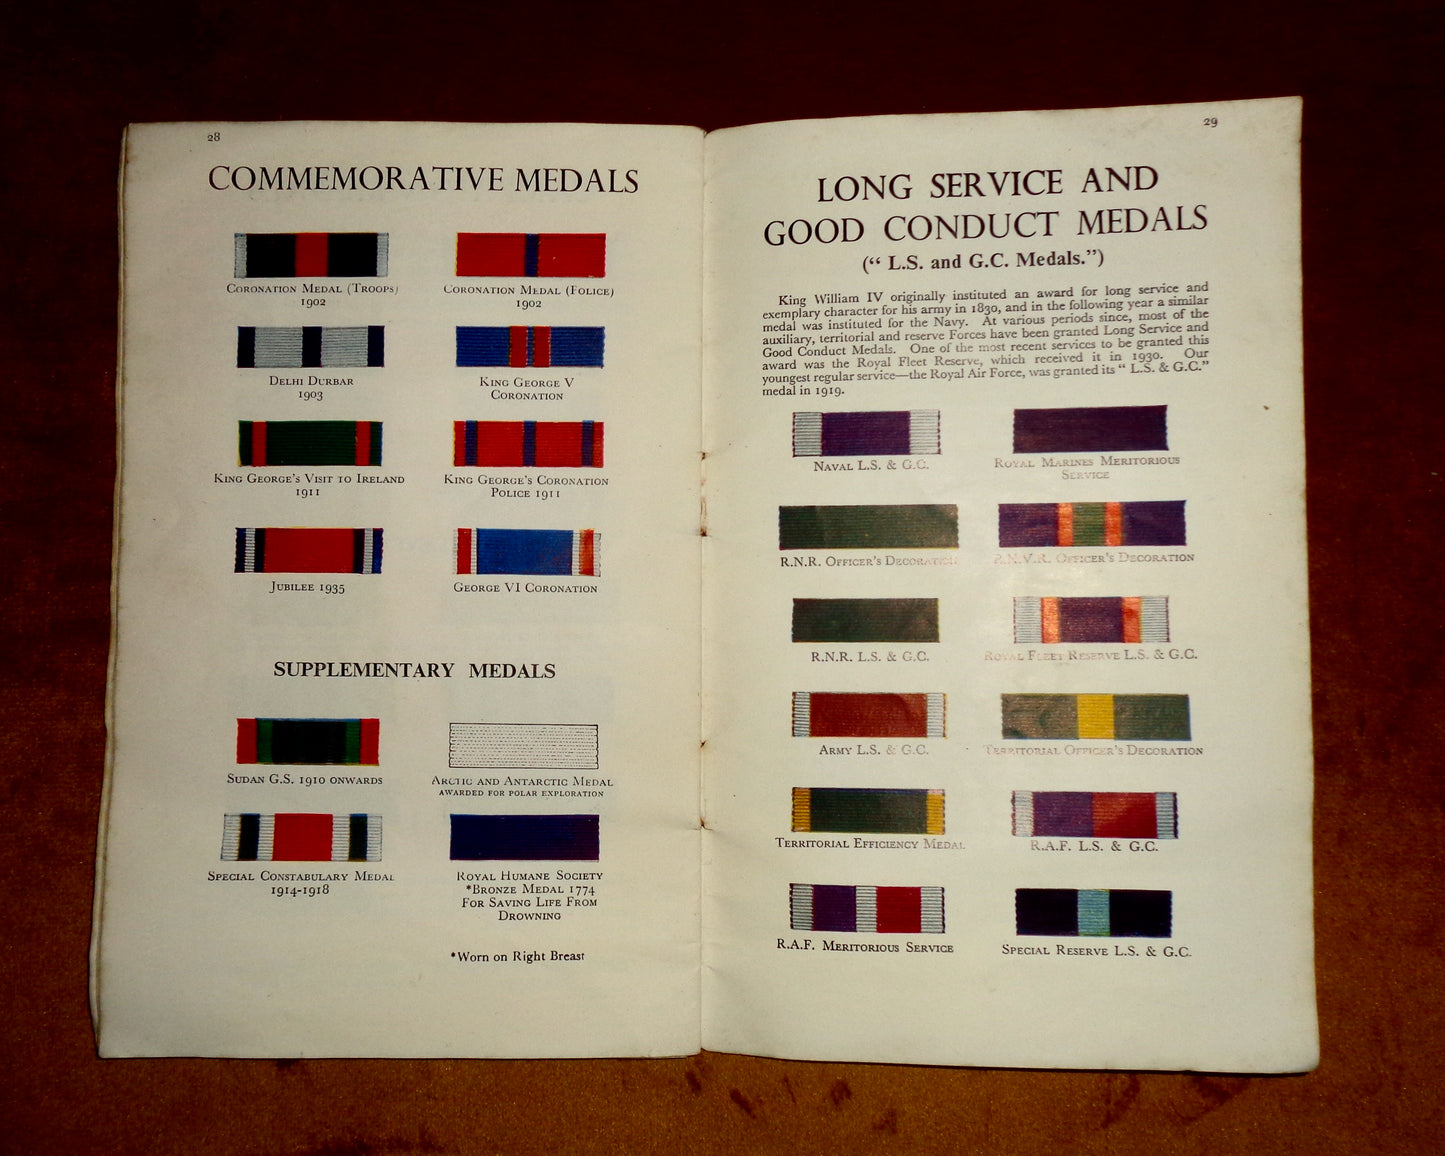 28
COMMEMORATIVE MEDALS
CORONATION MEDAL (TROOPS)
1902
CORONATION MEDAL (POLICE)
1902
DELHI DURBAR
1903
KING GEORGE V
CORONATION
KING GEORGE'S VISIT TO IRELAND
1911
KING GEORGE'S CORONATION
POLICE 1911
JUBILEE 1935
GEORGE VI CORONATION
SUPPLEMENTARY MEDALS
SUDAN G.S. 1910 ONWARDS
ARCTIC AND ANTARCTIC MEDAL
AWARDED FOR POLAR EXPLORATION
SPECIAL CONSTABULARY MEDAL
1914-1918
ROYAL HUMANE SOCIETY
*BRONZE MEDAL 1774
FOR SAVING LIFE FROM
DROWNING
*Worn on Right Breast
29
LONG SERVICE AND
GOOD CONDUCT MEDALS
(“ L.S. and G.C. Medals.”)
King William IV originally instituted an award for long service and
exemplary character for his army in 1830, and in the following year a similar
medal was instituted for the Navy. At various periods since, most of the
auxiliary, territorial and reserve Forces have been granted Long Service and
Good Conduct Medals. One of the most recent services to be granted this
award was the Royal Fleet Reserve, which received it in 1930. Our
youngest regular service—the Royal Air Force, was granted its “ L.S. & G.C.”
medal in 1919.
NAVAL L.S. & G.C.
ROYAL MARINES MERITORIOUS
SERVICE
R.N.R. OFFICER'S DECORATION
R.N.V.R. OFFICER'S DECORATION
R.N.R. L.S. & G.C.
ROYAL FLEET RESERVE L.S. & G.C.
ARMY L.S. & G.C.
TERRITORIAL OFFICER'S DECORATION
TERRITORIAL EFFICIENCY MEDAL
R.A.F. L.S. & G.C.
R.A.F. MERITORIOUS SERVICE
SPECIAL RESERVE L.S. & G.C.